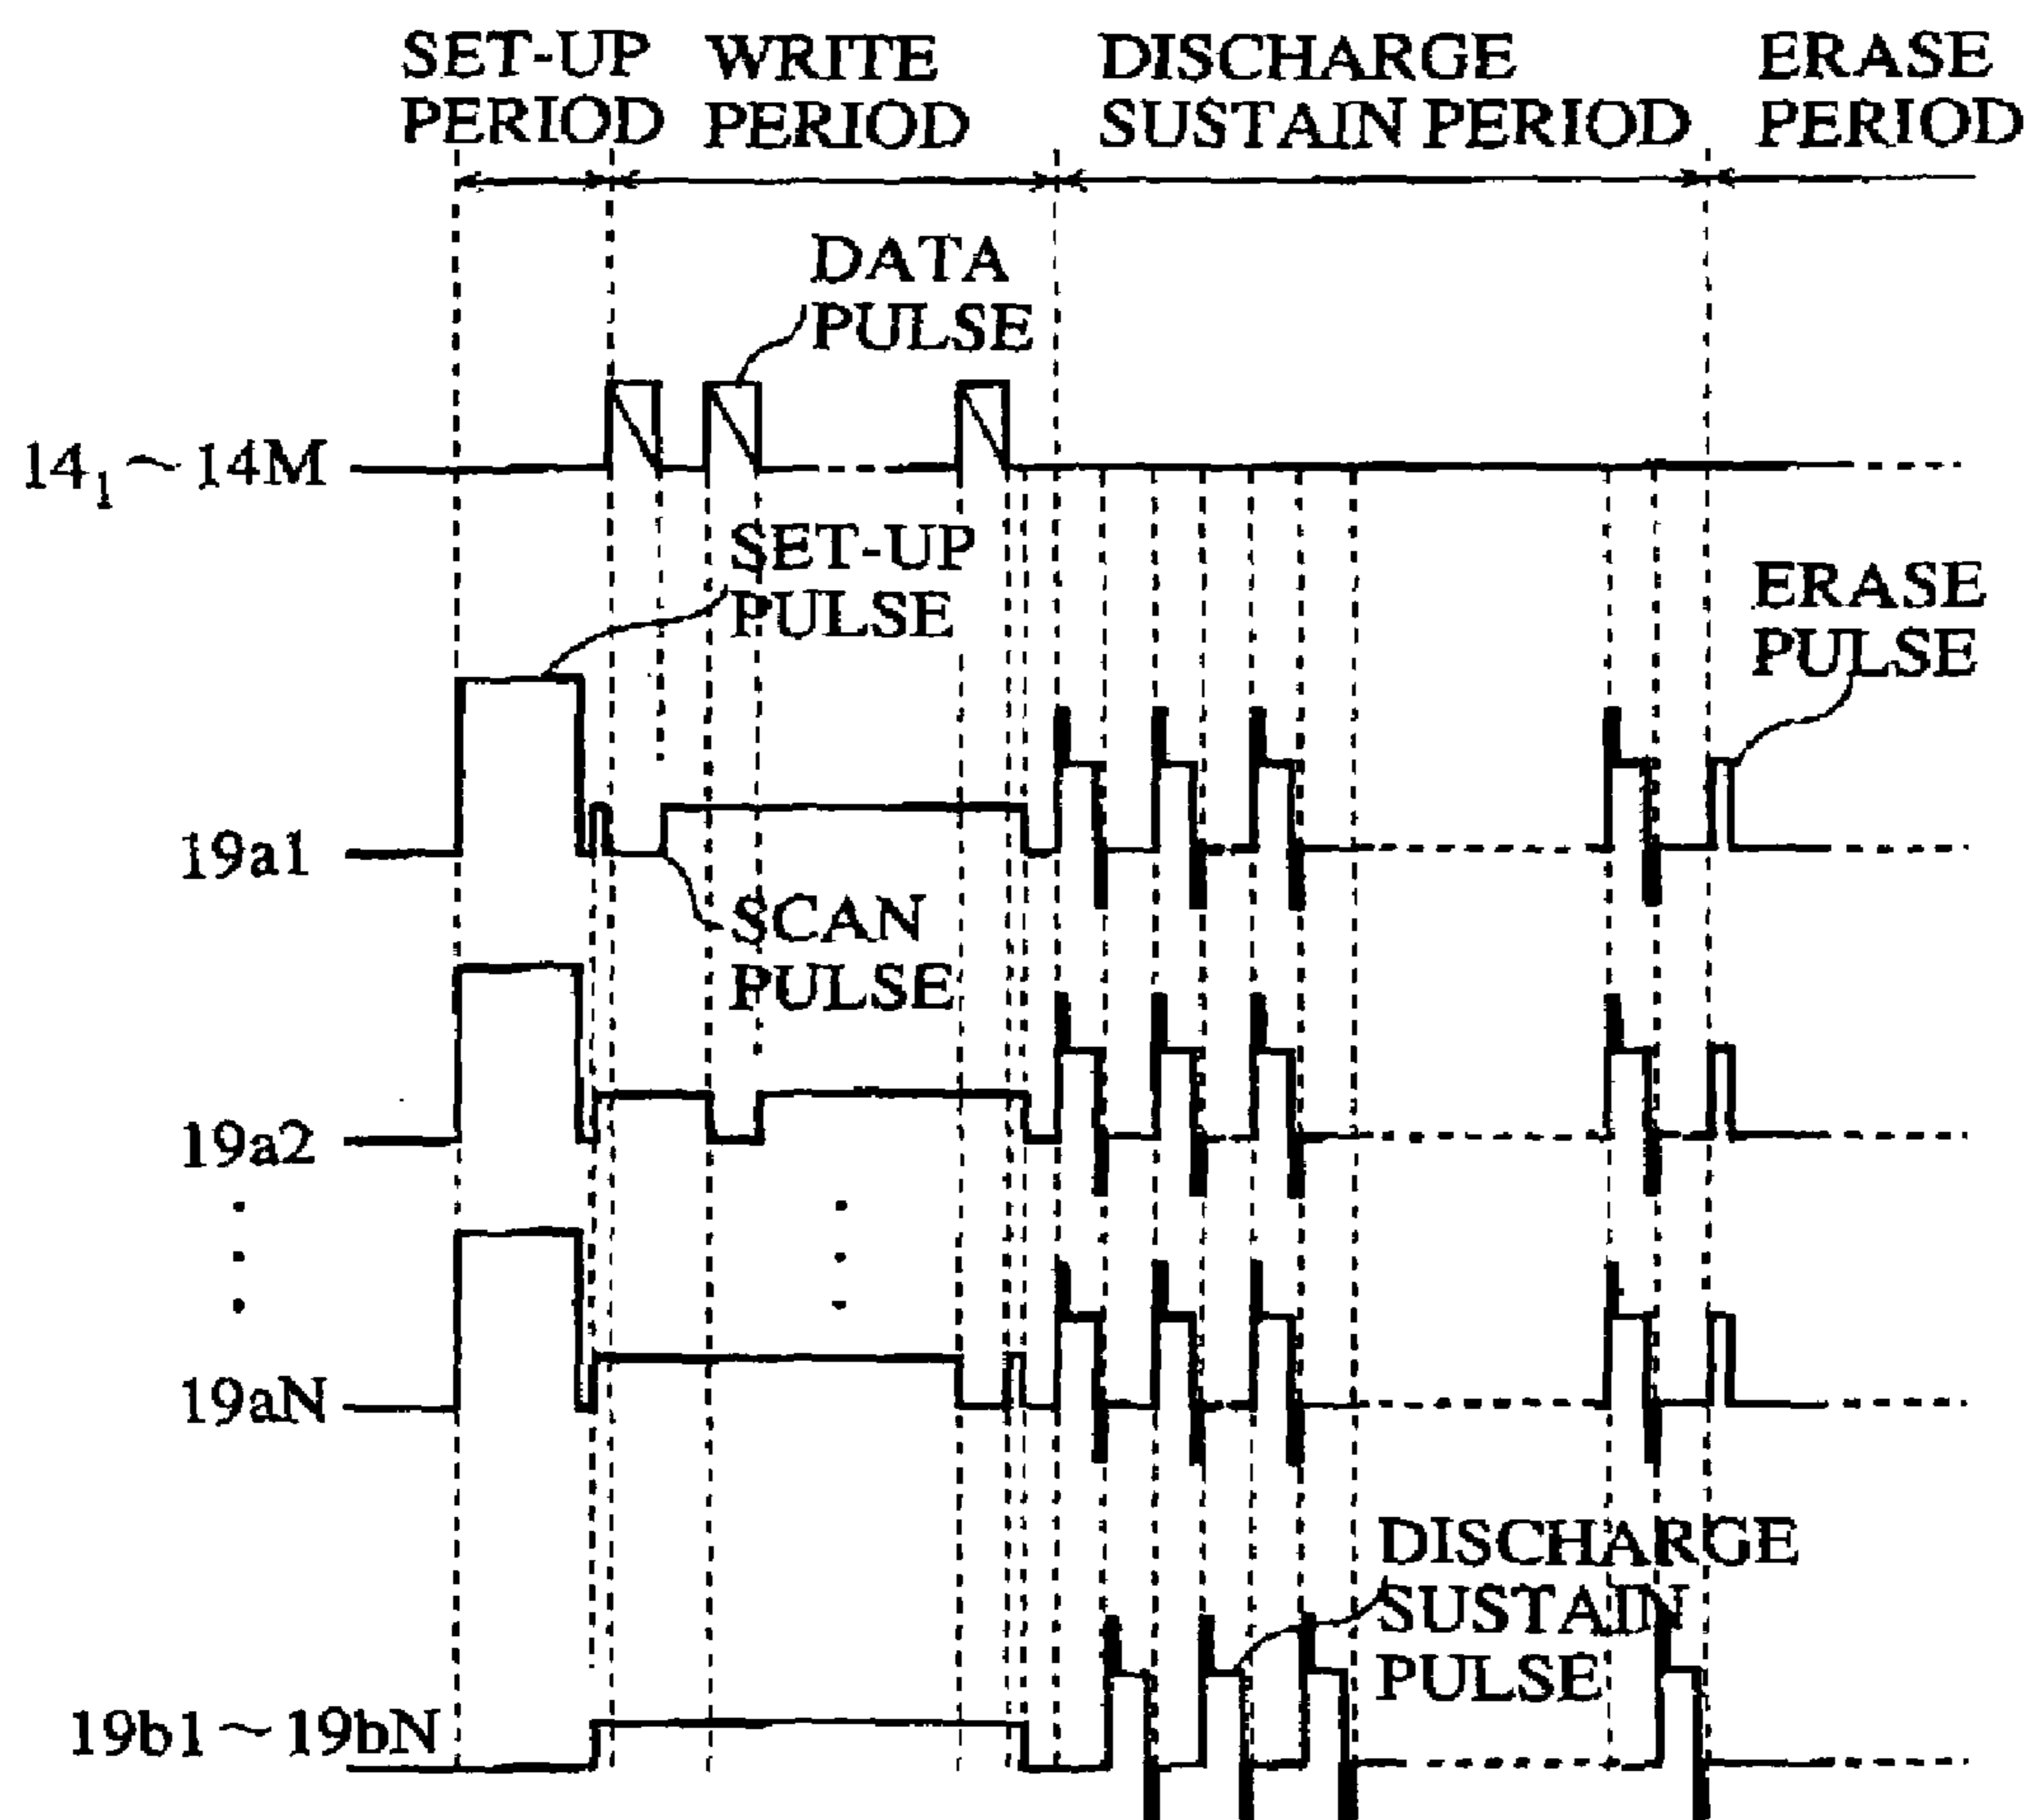 SET-UP
PERIOD
WRITE
PERIOD
DISCHARGE
SUSTAIN PERIOD
ERASE
PERIOD
DATA
PULSE
14₁~14M
SET-UP
PULSE
ERASE
PULSE
19a1
SCAN
PULSE
19a2
19aN
DISCHARGE
SUSTAIN
PULSE
19b1~19bN